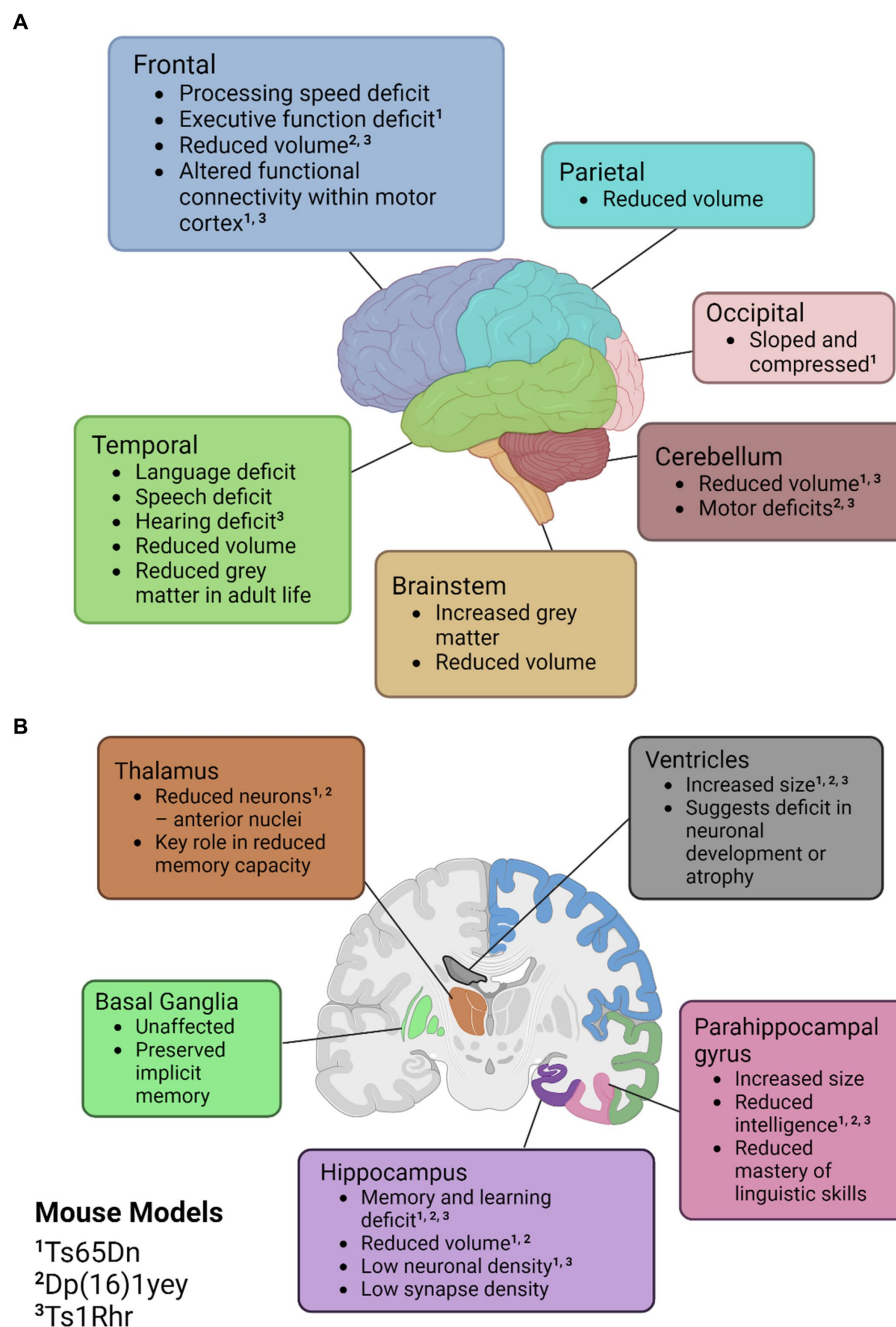 A
Frontal
• Processing speed deficit
• Executive function deficit¹
• Reduced volume²,³
• Altered functional
connectivity within motor
cortex¹,³
Parietal
• Reduced volume
Occipital
• Sloped and
compressed¹
Temporal
• Language deficit
• Speech deficit
• Hearing deficit³
• Reduced volume
• Reduced grey
matter in adult life
Cerebellum
• Reduced volume¹,³
• Motor deficits²,³
Brainstem
• Increased grey
matter
• Reduced volume
B
Thalamus
• Reduced neurons¹,²
– anterior nuclei
• Key role in reduced
memory capacity
Ventricles
• Increased size¹,²,³
• Suggests deficit in
neuronal
development or
atrophy
Basal Ganglia
• Unaffected
• Preserved
implicit
memory
Parahippocampal
gyrus
• Increased size
• Reduced
intelligence¹,²,³
• Reduced
mastery of
linguistic skills
Hippocampus
• Memory and learning
deficit¹,²,³
• Reduced volume¹,²
• Low neuronal density¹,³
• Low synapse density
Mouse Models
¹Ts65Dn
²Dp(16)1yey
³Ts1Rhr